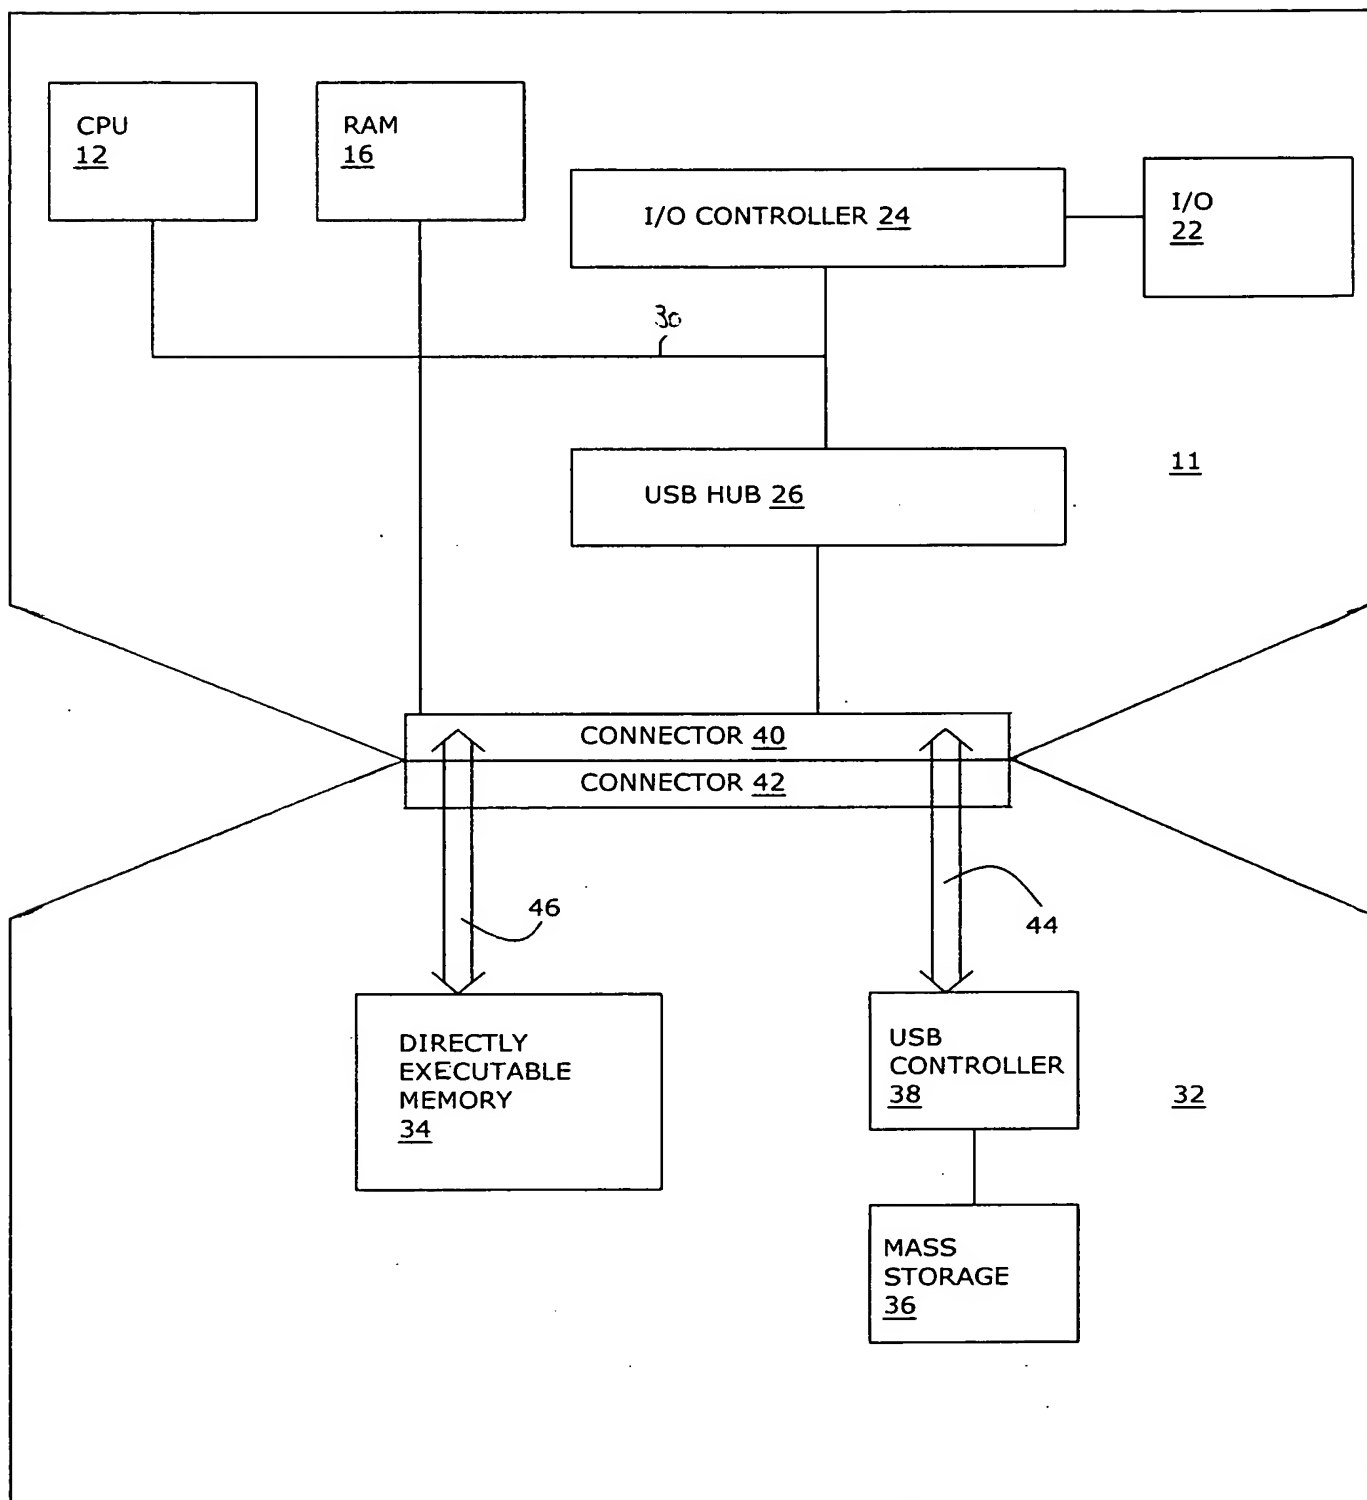 CPU
12
RAM
16
I/O CONTROLLER 24
I/O
22
30
11
USB HUB 26
CONNECTOR 40
CONNECTOR 42
46
44
DIRECTLY
EXECUTABLE
MEMORY
34
USB
CONTROLLER
38
32
MASS
STORAGE
36